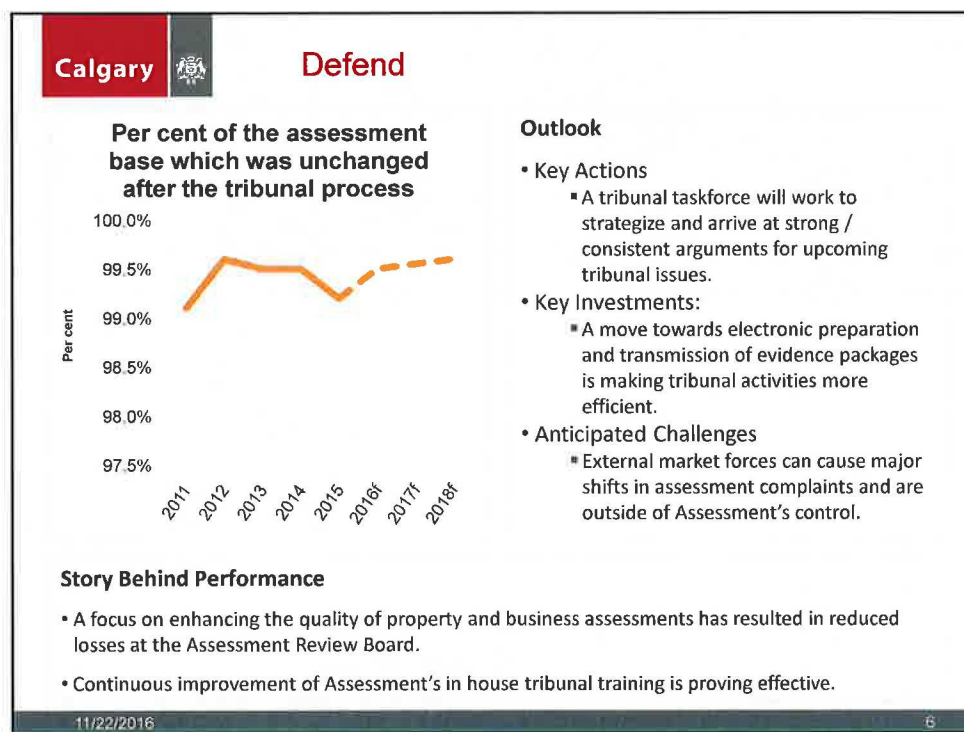 Calgary
Defend
Per cent of the assessment
base which was unchanged
after the tribunal process
100.0%
99.5%
99.0%
98.5%
98.0%
97.5%
Per cent
2011
2012
2013
2014
2015
2016f
2017f
2018f
Outlook
• Key Actions
▪ A tribunal taskforce will work to
strategize and arrive at strong /
consistent arguments for upcoming
tribunal issues.
• Key Investments:
▪ A move towards electronic preparation
and transmission of evidence packages
is making tribunal activities more
efficient.
• Anticipated Challenges
▪ External market forces can cause major
shifts in assessment complaints and are
outside of Assessment's control.
Story Behind Performance
• A focus on enhancing the quality of property and business assessments has resulted in reduced
losses at the Assessment Review Board.
• Continuous improvement of Assessment's in house tribunal training is proving effective.
11/22/2016
6